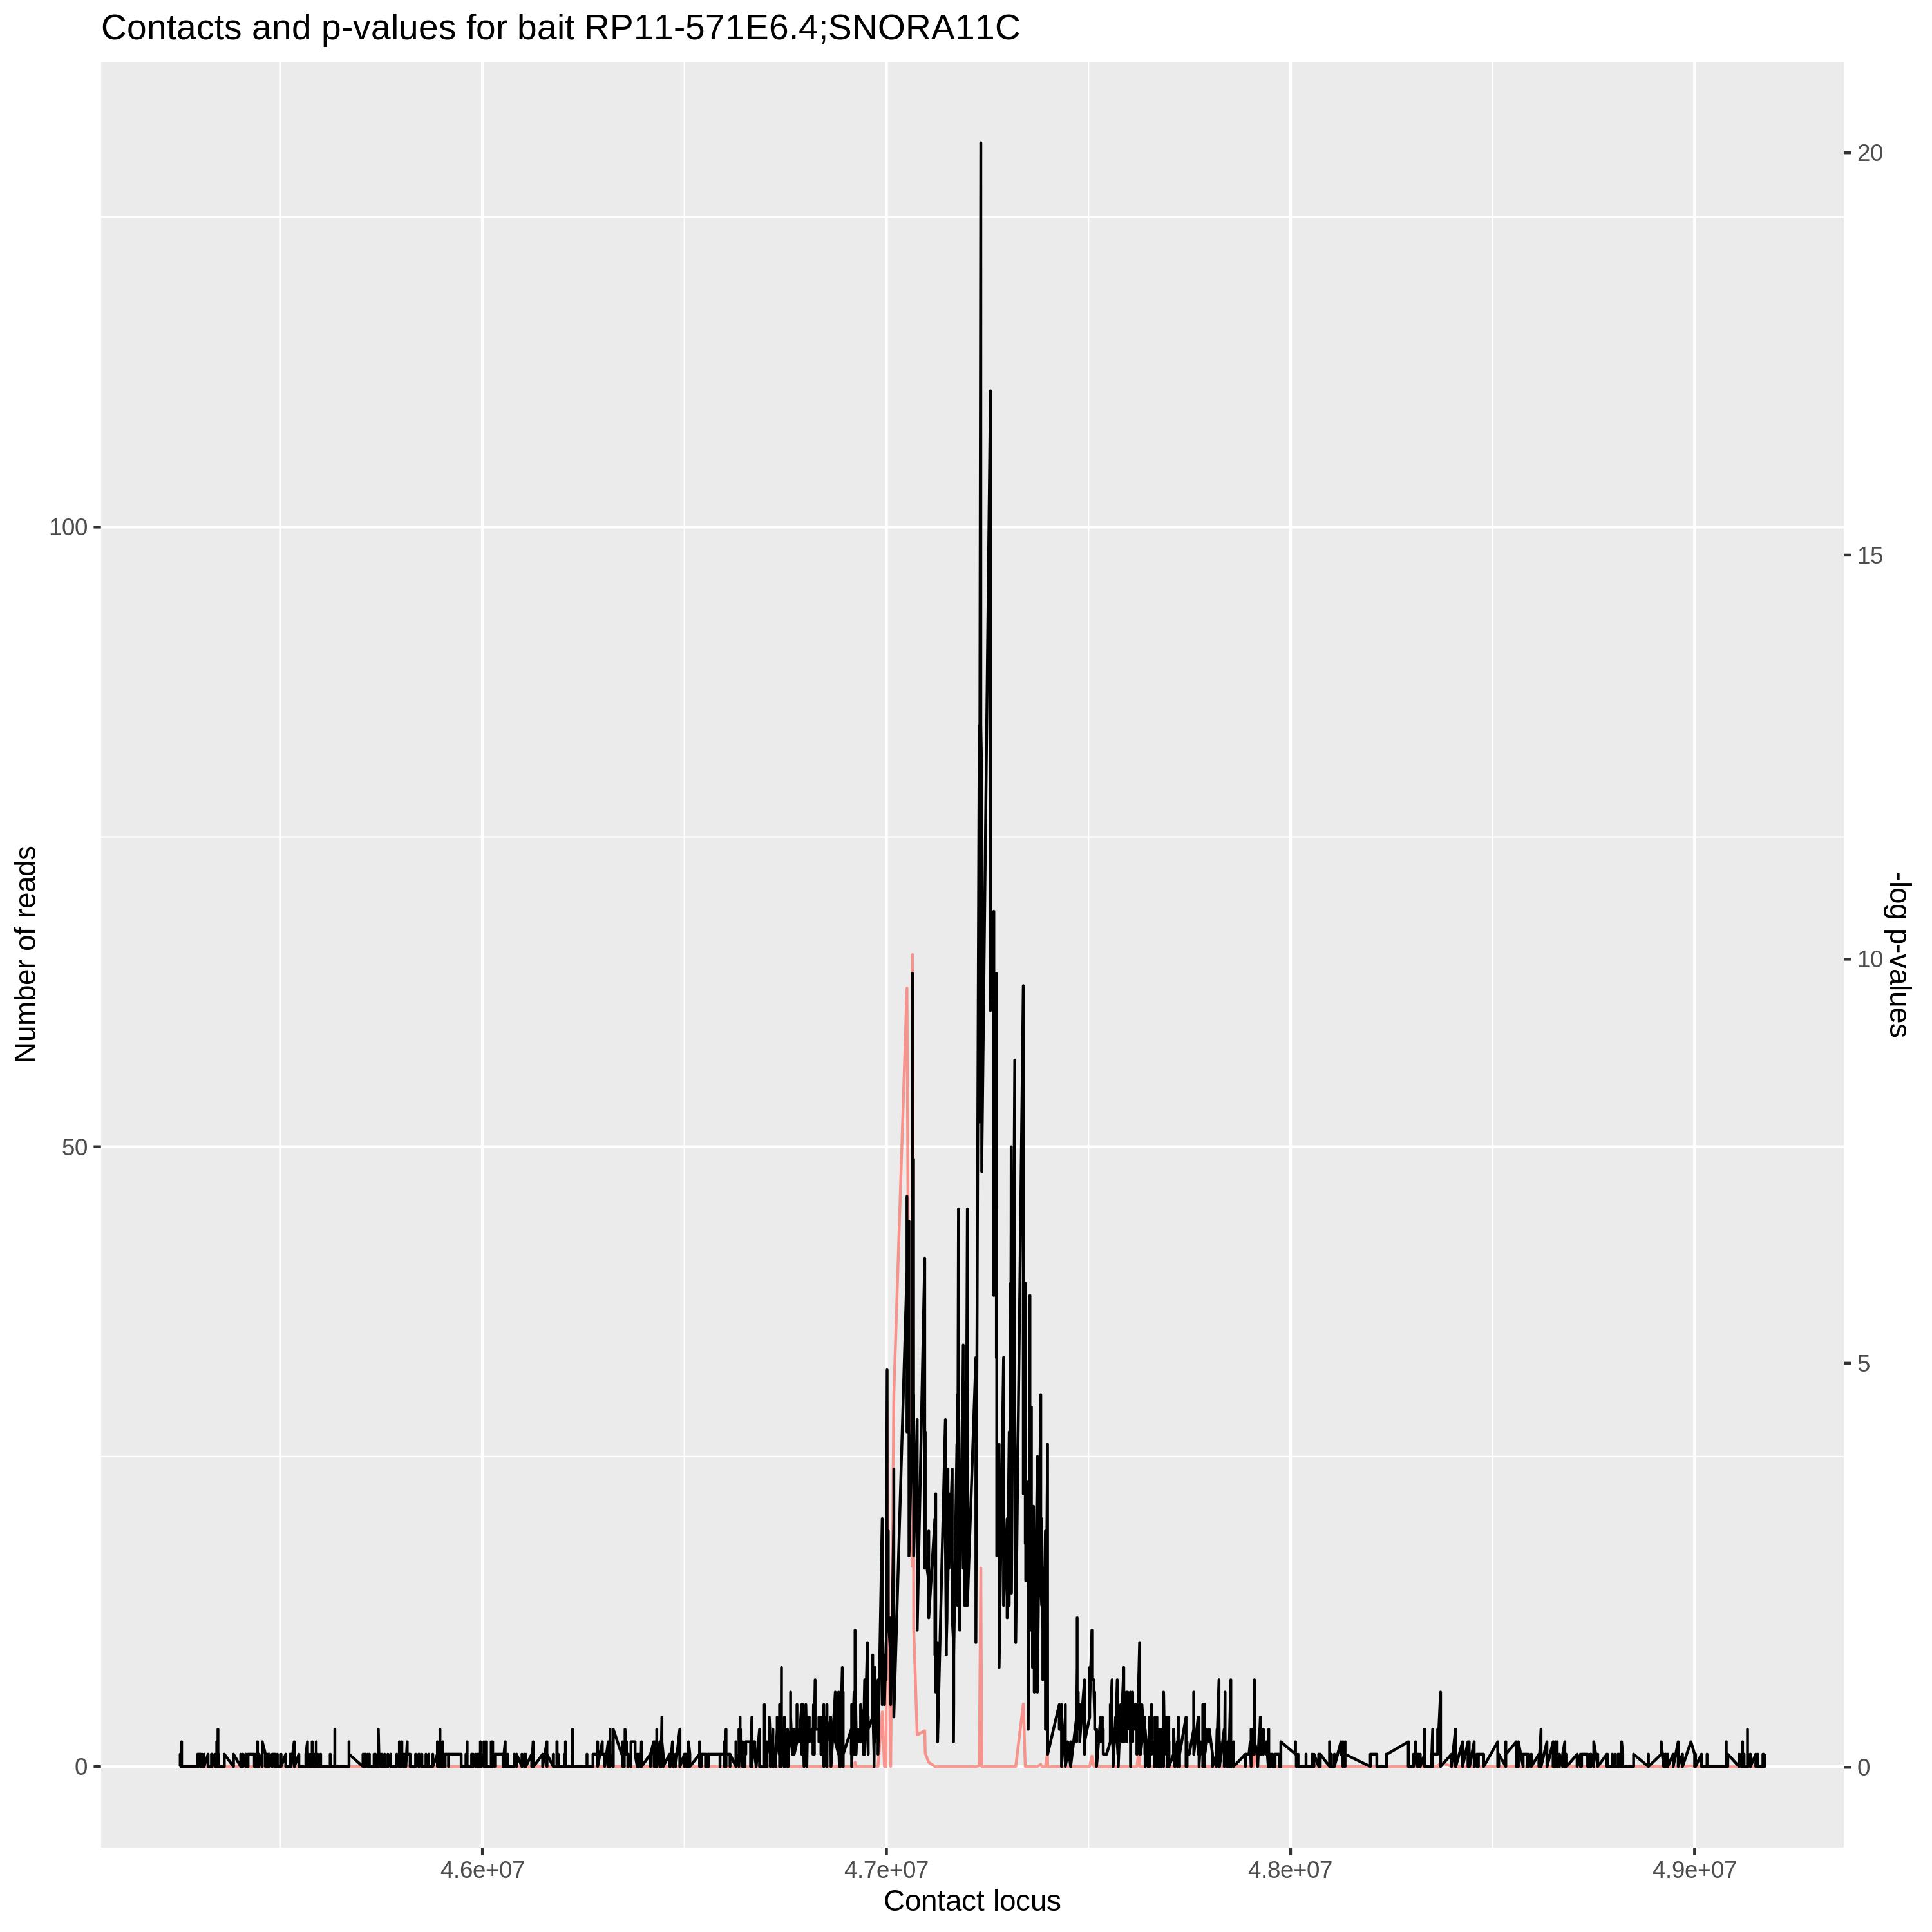 Contacts and p-values for bait RP11-571E6.4;SNORA11C
20
100
15
Number of reads
-log p-values
10
50
5
0
0
4.6e+07
4.7e+07
4.8e+07
4.9e+07
Contact locus